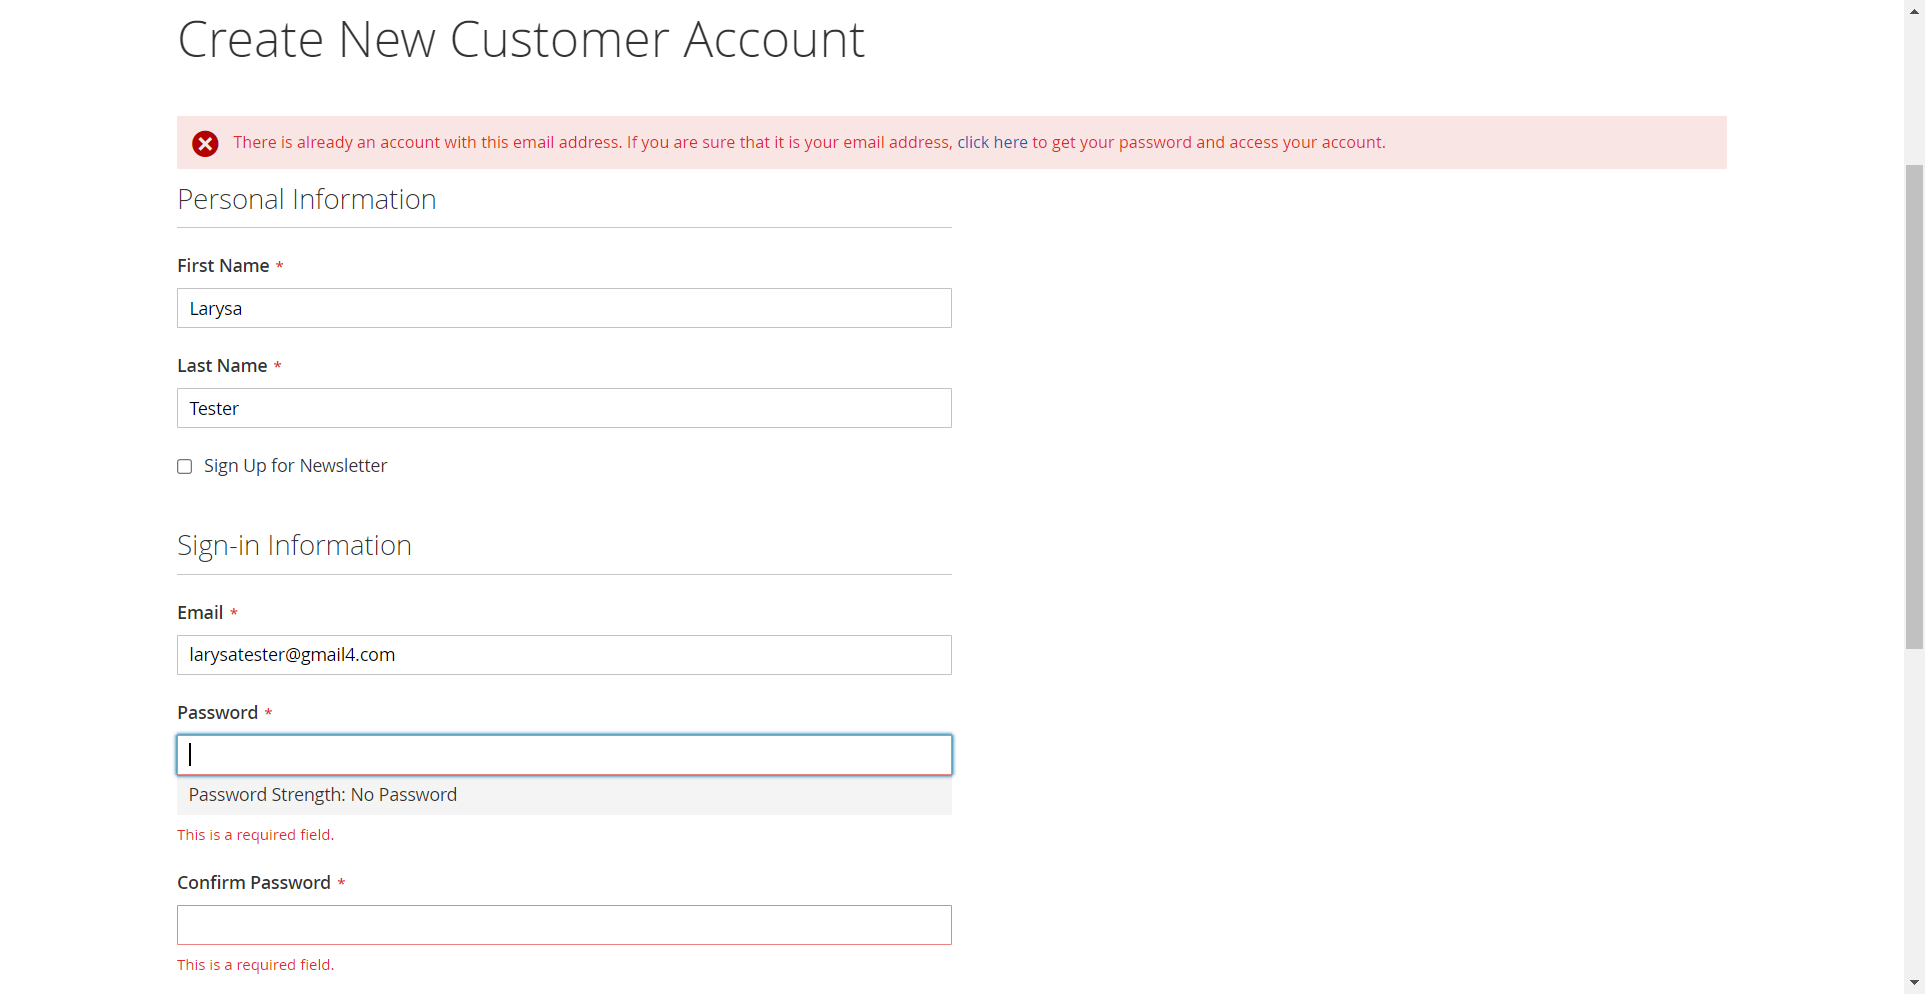 Create New Customer Account
There is already an account with this email address. If you are sure that it is your email address, click here to get your password and access your account.
Personal Information
First Name *
Larysa
Last Name *
Tester
Sign Up for Newsletter
Sign-in Information
Email *
larysatester@gmail4.com
Password *
Password Strength: No Password
This is a required field.
Confirm Password *
This is a required field.